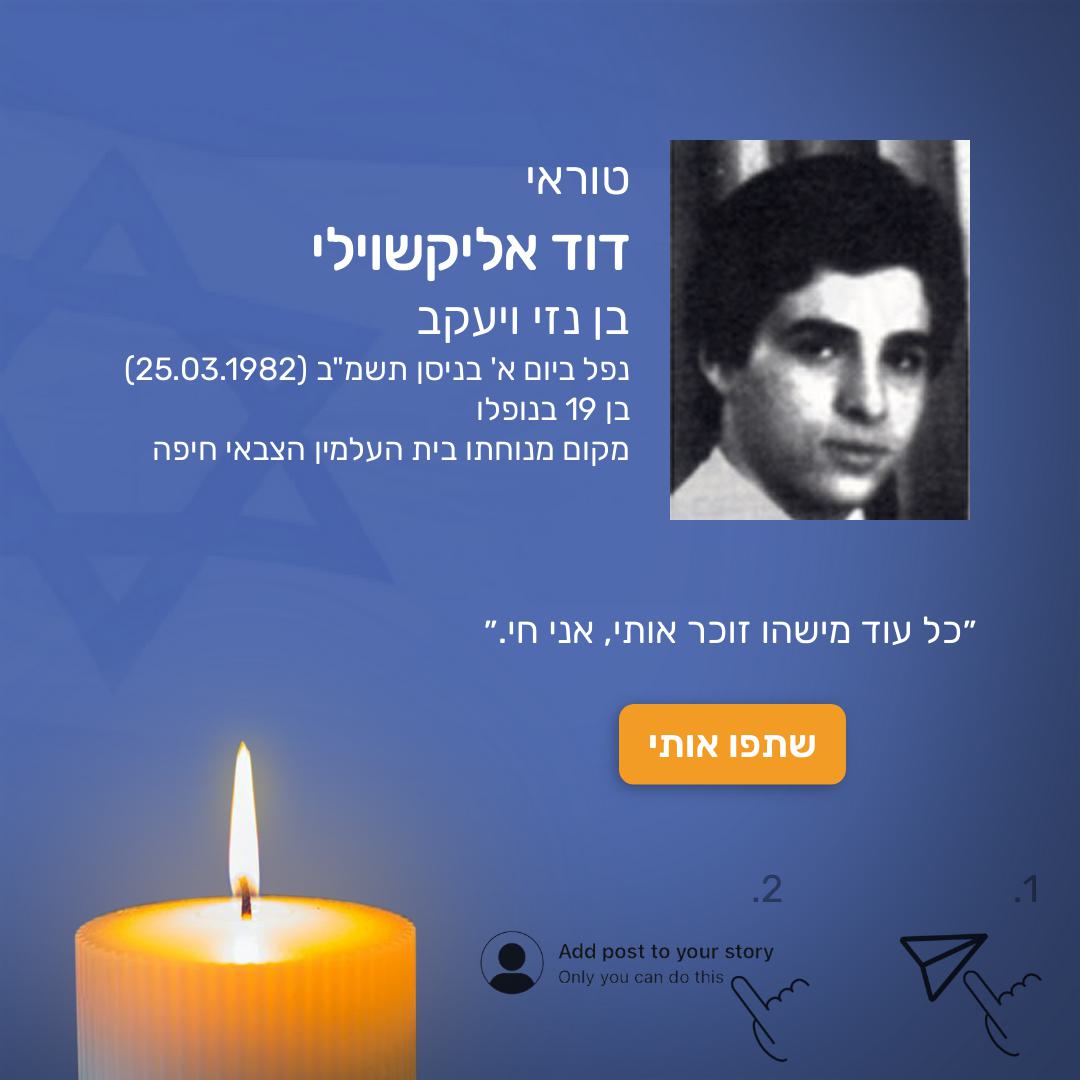 טוראי
דוד אליקשוילי
בן נזי ויעקב
נפל ביום א' בניסן תשמ"ב (25.03.1982)
בן 19 בנופלו
מקום מנוחתו בית העלמין הצבאי חיפה
"כל עוד מישהו זוכר אותי, אני חי."
שתפו אותי
.1
.2
Add post to your story
Only you can do this